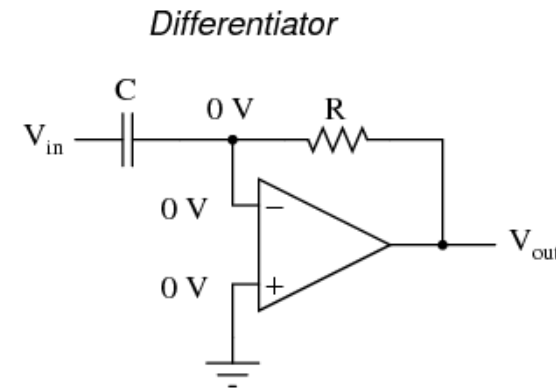 Differentiator
C
0 V
R
V_in
0 V
−
0 V
+
V_out